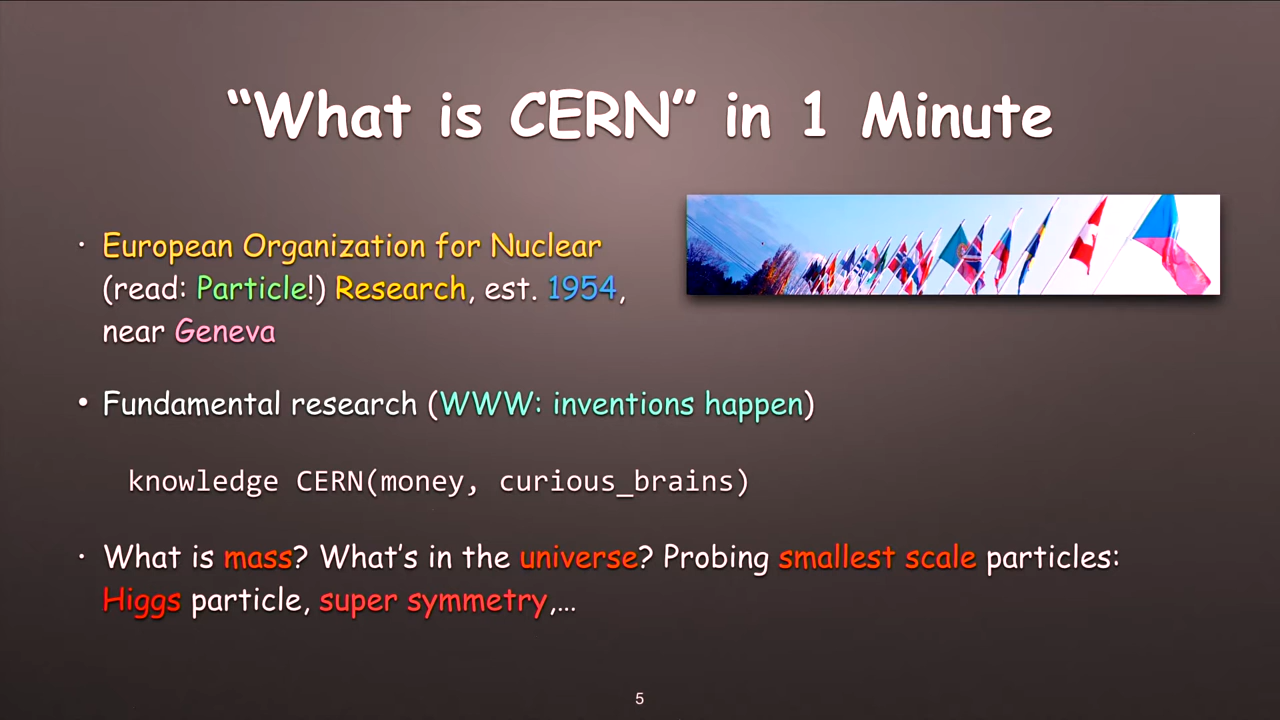 “What is CERN” in 1 Minute
• European Organization for Nuclear
(read: Particle!) Research, est. 1954,
near Geneva
• Fundamental research (WWW: inventions happen)
knowledge CERN(money, curious_brains)
• What is mass? What’s in the universe? Probing smallest scale particles:
Higgs particle, super symmetry,…
5